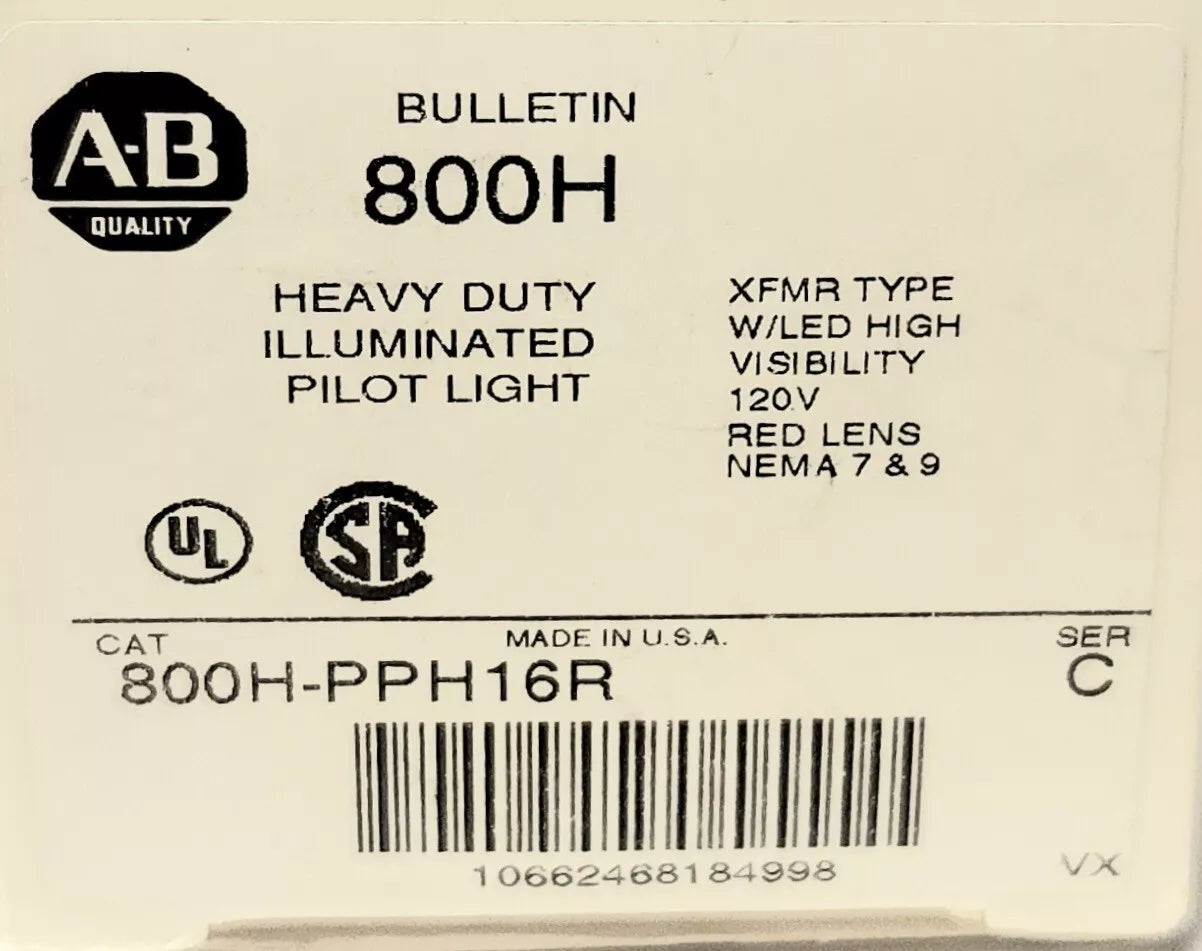 A-B
QUALITY
BULLETIN
800H
HEAVY DUTY
ILLUMINATED
PILOT LIGHT
XFMR TYPE
W/LED HIGH
VISIBILITY
120V
RED LENS
NEMA 7 & 9
UL
CSA
CAT
MADE IN U.S.A.
SER
800H-PPH16R
C
10662468184998
VX